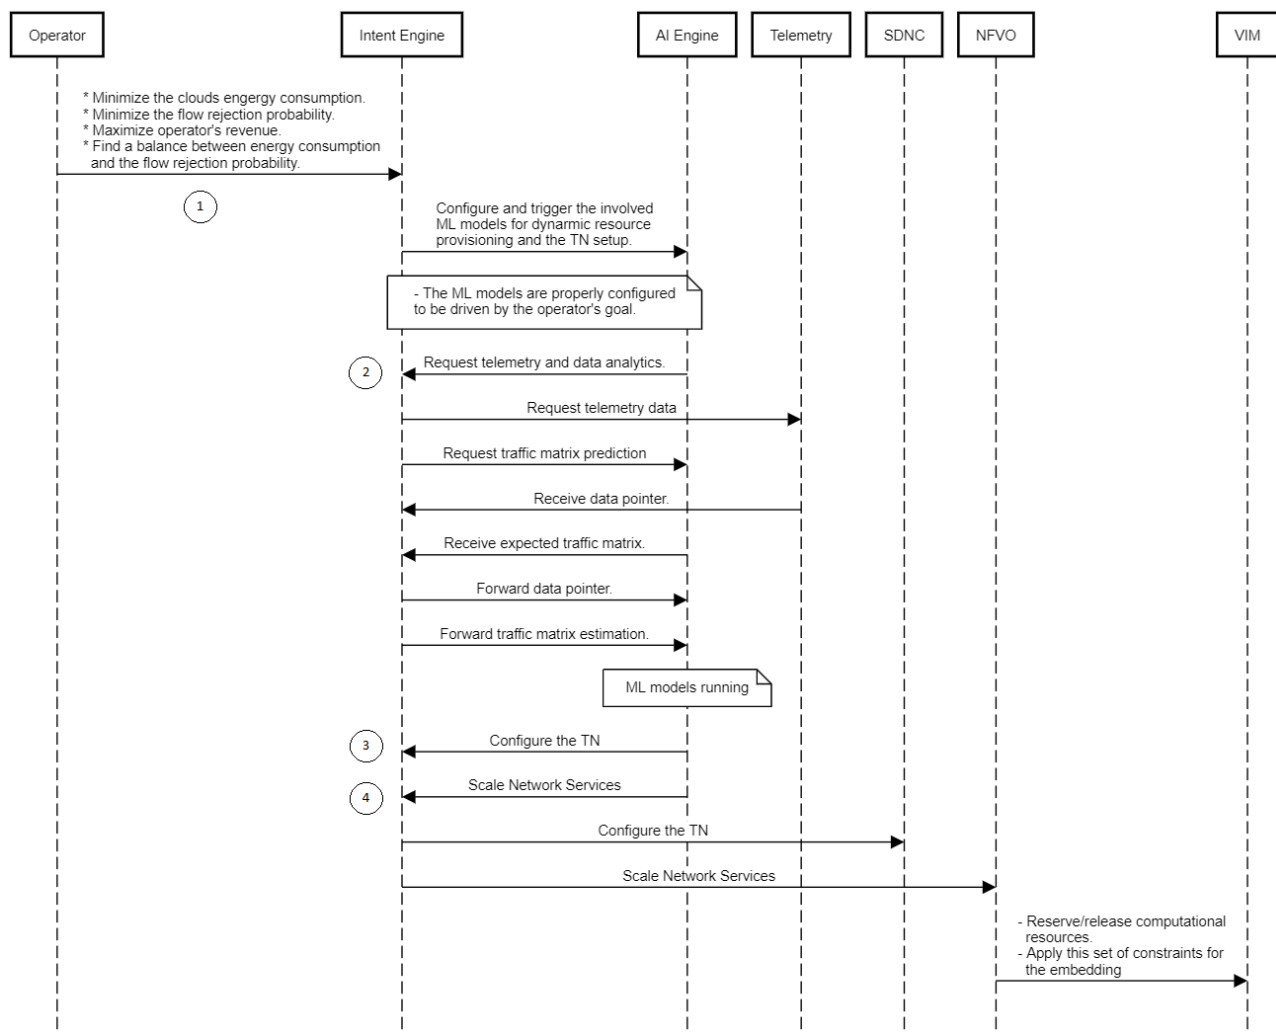 Operator
Intent Engine
AI Engine
Telemetry
SDNC
NFVO
VIM
* Minimize the clouds engergy consumption.
* Minimize the flow rejection probability.
* Maximize operator's revenue.
* Find a balance between energy consumption
and the flow rejection probability.
1
Configure and trigger the involved
ML models for dynarmic resource
provisioning and the TN setup.
- The ML models are properly configured
to be driven by the operator's goal.
2
Request telemetry and data analytics.
Request telemetry data
Request traffic matrix prediction
Receive data pointer.
Receive expected traffic matrix.
Forward data pointer.
Forward traffic matrix estimation.
ML models running
3
Configure the TN
4
Scale Network Services
Configure the TN
Scale Network Services
- Reserve/release computational
resources.
- Apply this set of constraints for
the embedding